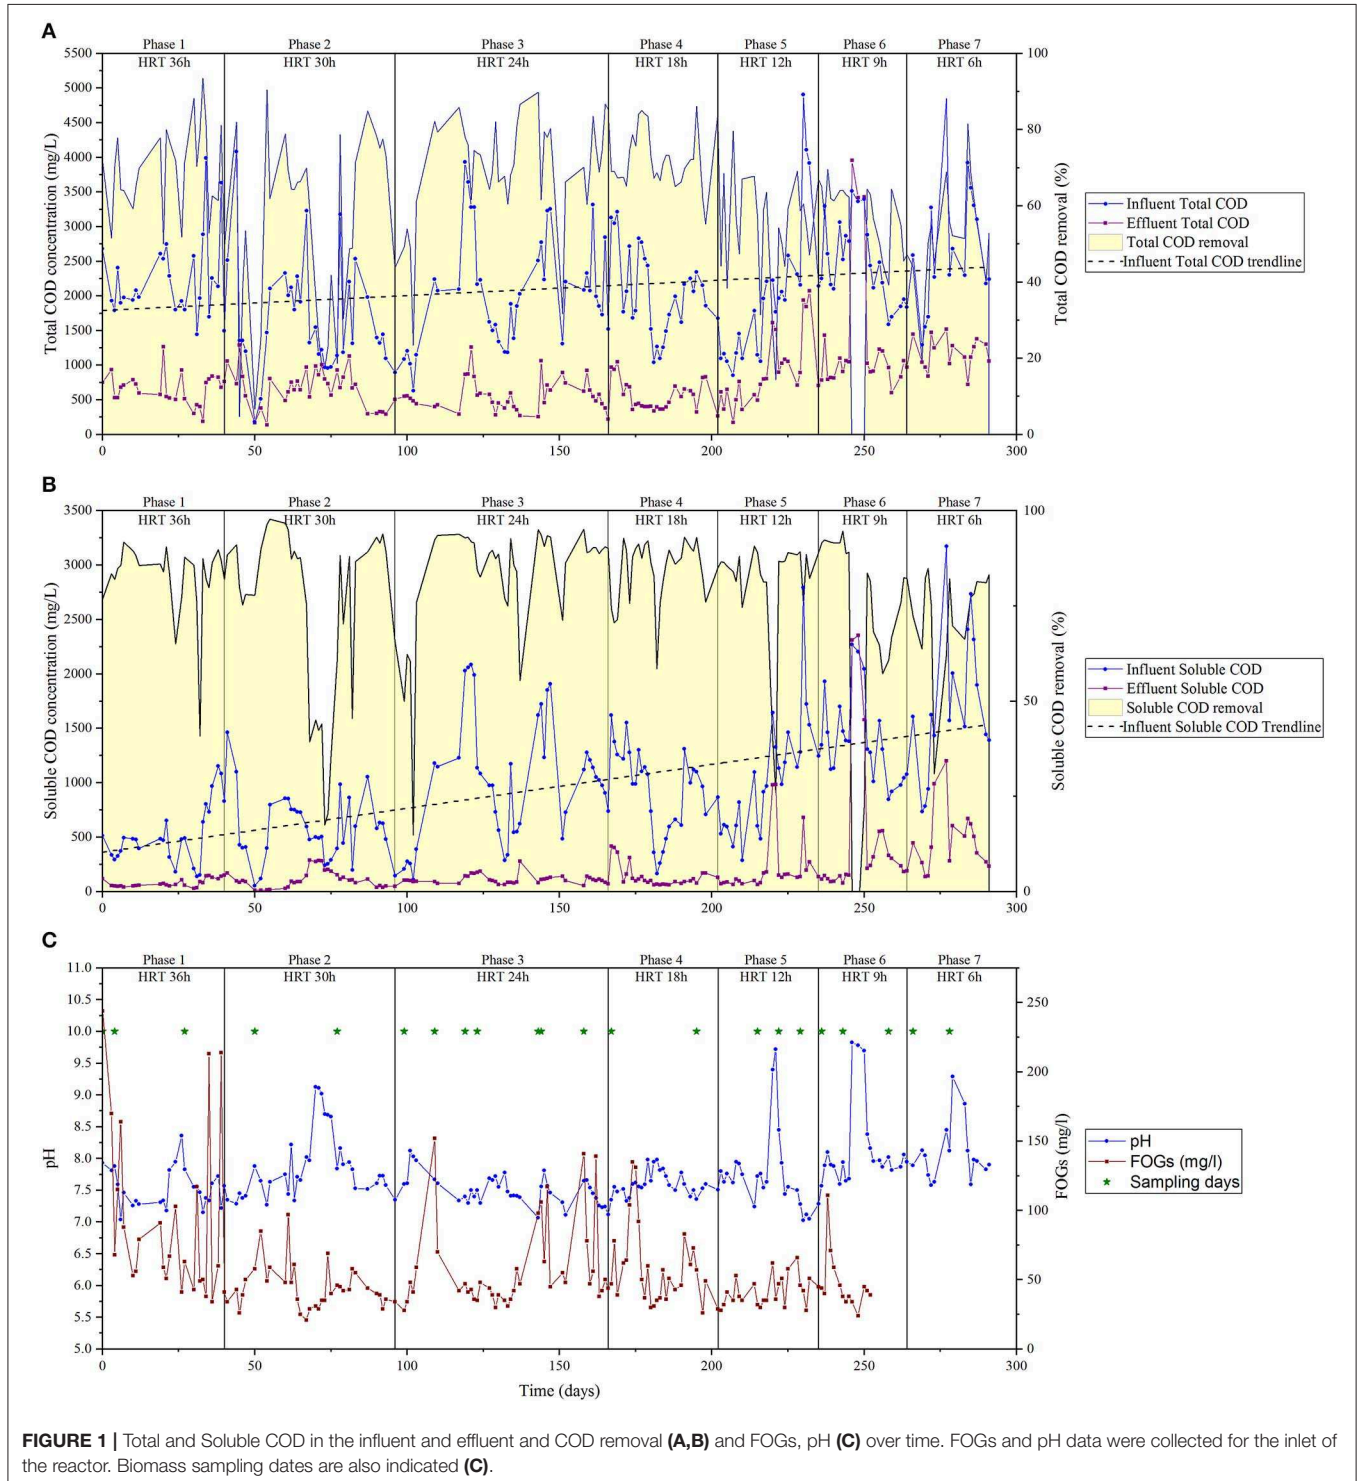 A
Phase 1 Phase 2 Phase 3 Phase 4 Phase 5 Phase 6 Phase 7
HRT 36h HRT 30h HRT 24h HRT 18h HRT 12h HRT 9h HRT 6h
5500
5000
4500
4000
3500
3000
2500
2000
1500
1000
500
0
Total COD concentration (mg/L)
100
80
60
40
20
0
Total COD removal (%)
0 50 100 150 200 250 300
Influent Total COD
Effluent Total COD
Total COD removal
Influent Total COD trendline
B
Phase 1 Phase 2 Phase 3 Phase 4 Phase 5 Phase 6 Phase 7
HRT 36h HRT 30h HRT 24h HRT 18h HRT 12h HRT 9h HRT 6h
3500
3000
2500
2000
1500
1000
500
0
Soluble COD concentration (mg/L)
100
50
0
Soluble COD removal (%)
0 50 100 150 200 250 300
Influent Soluble COD
Effluent Soluble COD
Soluble COD removal
Influent Soluble COD Trendline
C
Phase 1 Phase 2 Phase 3 Phase 4 Phase 5 Phase 6 Phase 7
HRT 36h HRT 30h HRT 24h HRT 18h HRT 12h HRT 9h HRT 6h
11.0
10.5
10.0
9.5
9.0
8.5
8.0
7.5
7.0
6.5
6.0
5.5
5.0
pH
250
200
150
100
50
0
FOGs (mg/l)
0 50 100 150 200 250 300
Time (days)
pH
FOGs (mg/l)
Sampling days
FIGURE 1 | Total and Soluble COD in the influent and effluent and COD removal (A,B) and FOGs, pH (C) over time. FOGs and pH data were collected for the inlet of
the reactor. Biomass sampling dates are also indicated (C).